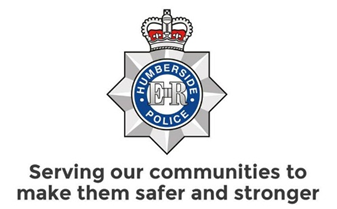 HUMBERSIDE
EIIR
POLICE
Serving our communities to
make them safer and stronger